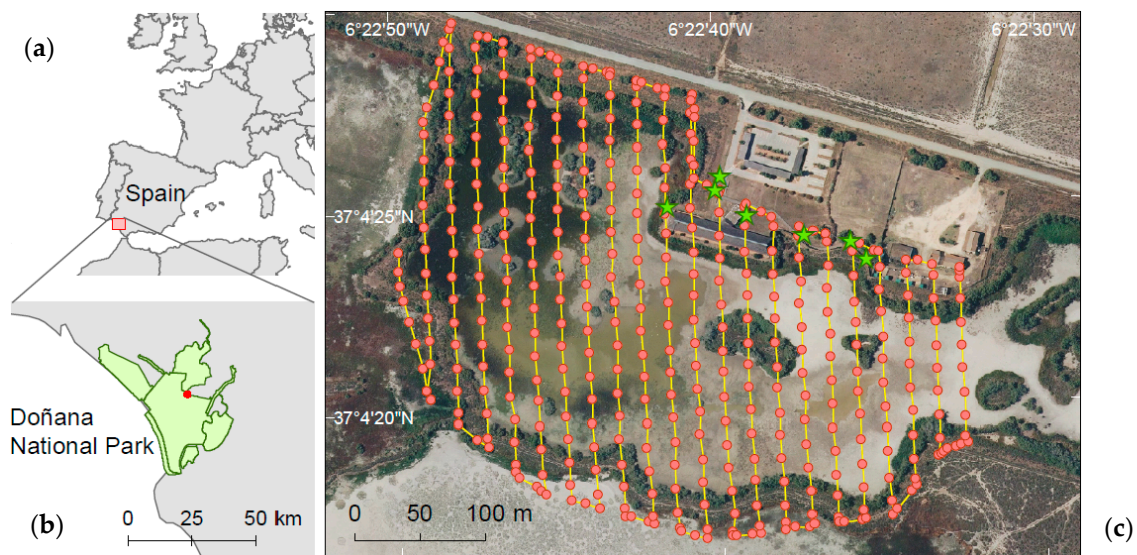 (a)
Spain
Doñana
National Park
(b)
0 25 50 km
6°22'50"W 6°22'40"W 6°22'30"W
37°4'25"N
37°4'20"N
0 50 100 m
(c)